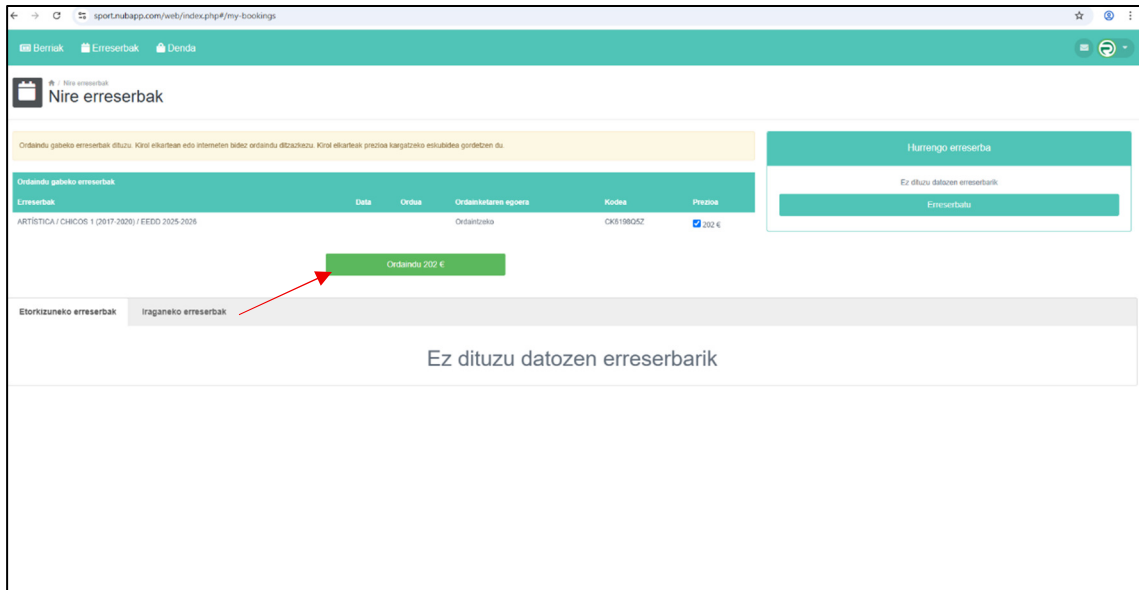 sport.nubapp.com/web/index.php#/my-bookings
Berriak Erreserbak Denda
/ Nire erreserbak
Nire erreserbak
Ordaindu gabeko erreserbak dituzu. Kirol elkartean edo interneten bidez ordaindu ditzazkezu. Kirol elkarteak prezioa kargatzeko eskubidea gordetzen du.
Ordaindu gabeko erreserbak
Erreserbak Data Ordua Ordainketaren egoera Kodea Prezioa
ARTÍSTICA / CHICOS 1 (2017-2020) / EEDD 2025-2026 Ordaintzeko CK6198Q5Z 202 €
Ordaindu 202 €
Hurrengo erreserba
Ez dituzu datozen erreserbarik
Erreserbatu
Etorkizuneko erreserbak Iraganeko erreserbak
Ez dituzu datozen erreserbarik